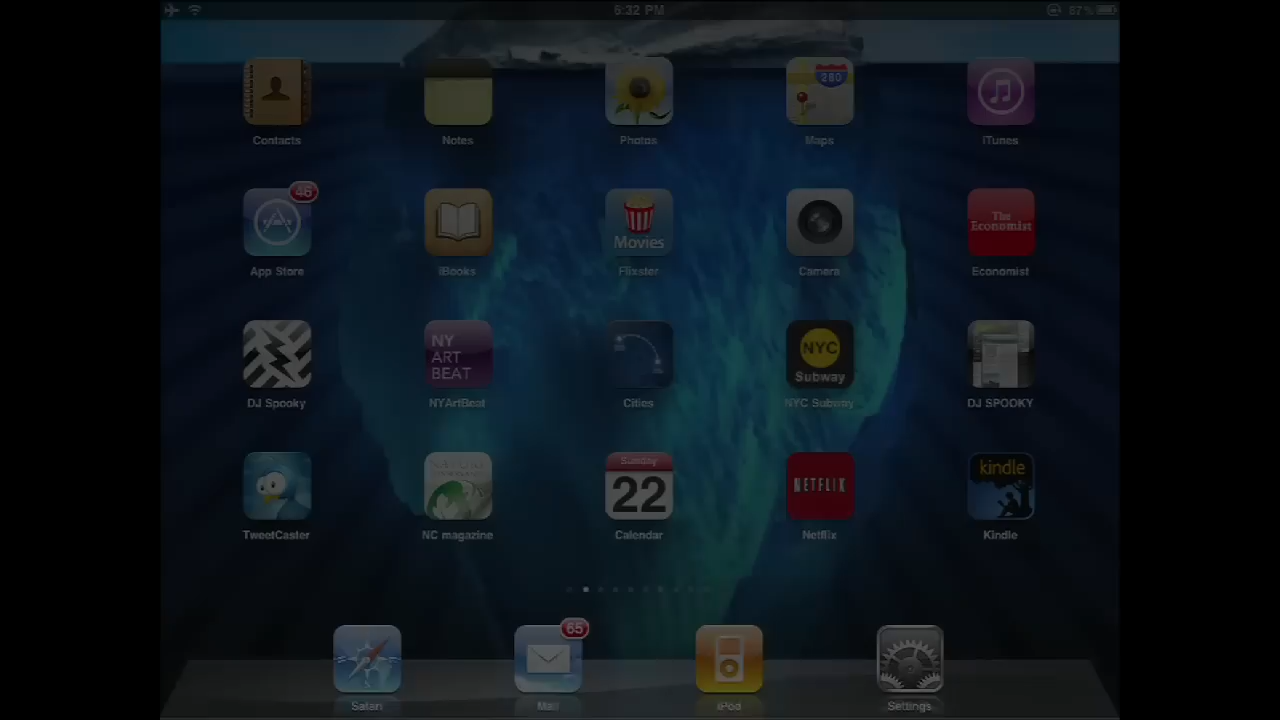 6:32 PM 87%
280
Contacts Notes Photos Maps iTunes
46
Movies
The Economist
App Store iBooks Flixster Camera Economist
NY ART BEAT
NYC Subway
DJ Spooky NYArtBeat Cities NYC Subway DJ SPOOKY
Sunday
22
NETFLIX
kindle
TweetCaster NC magazine Calendar Netflix Kindle
65
Safari Mail iPod Settings